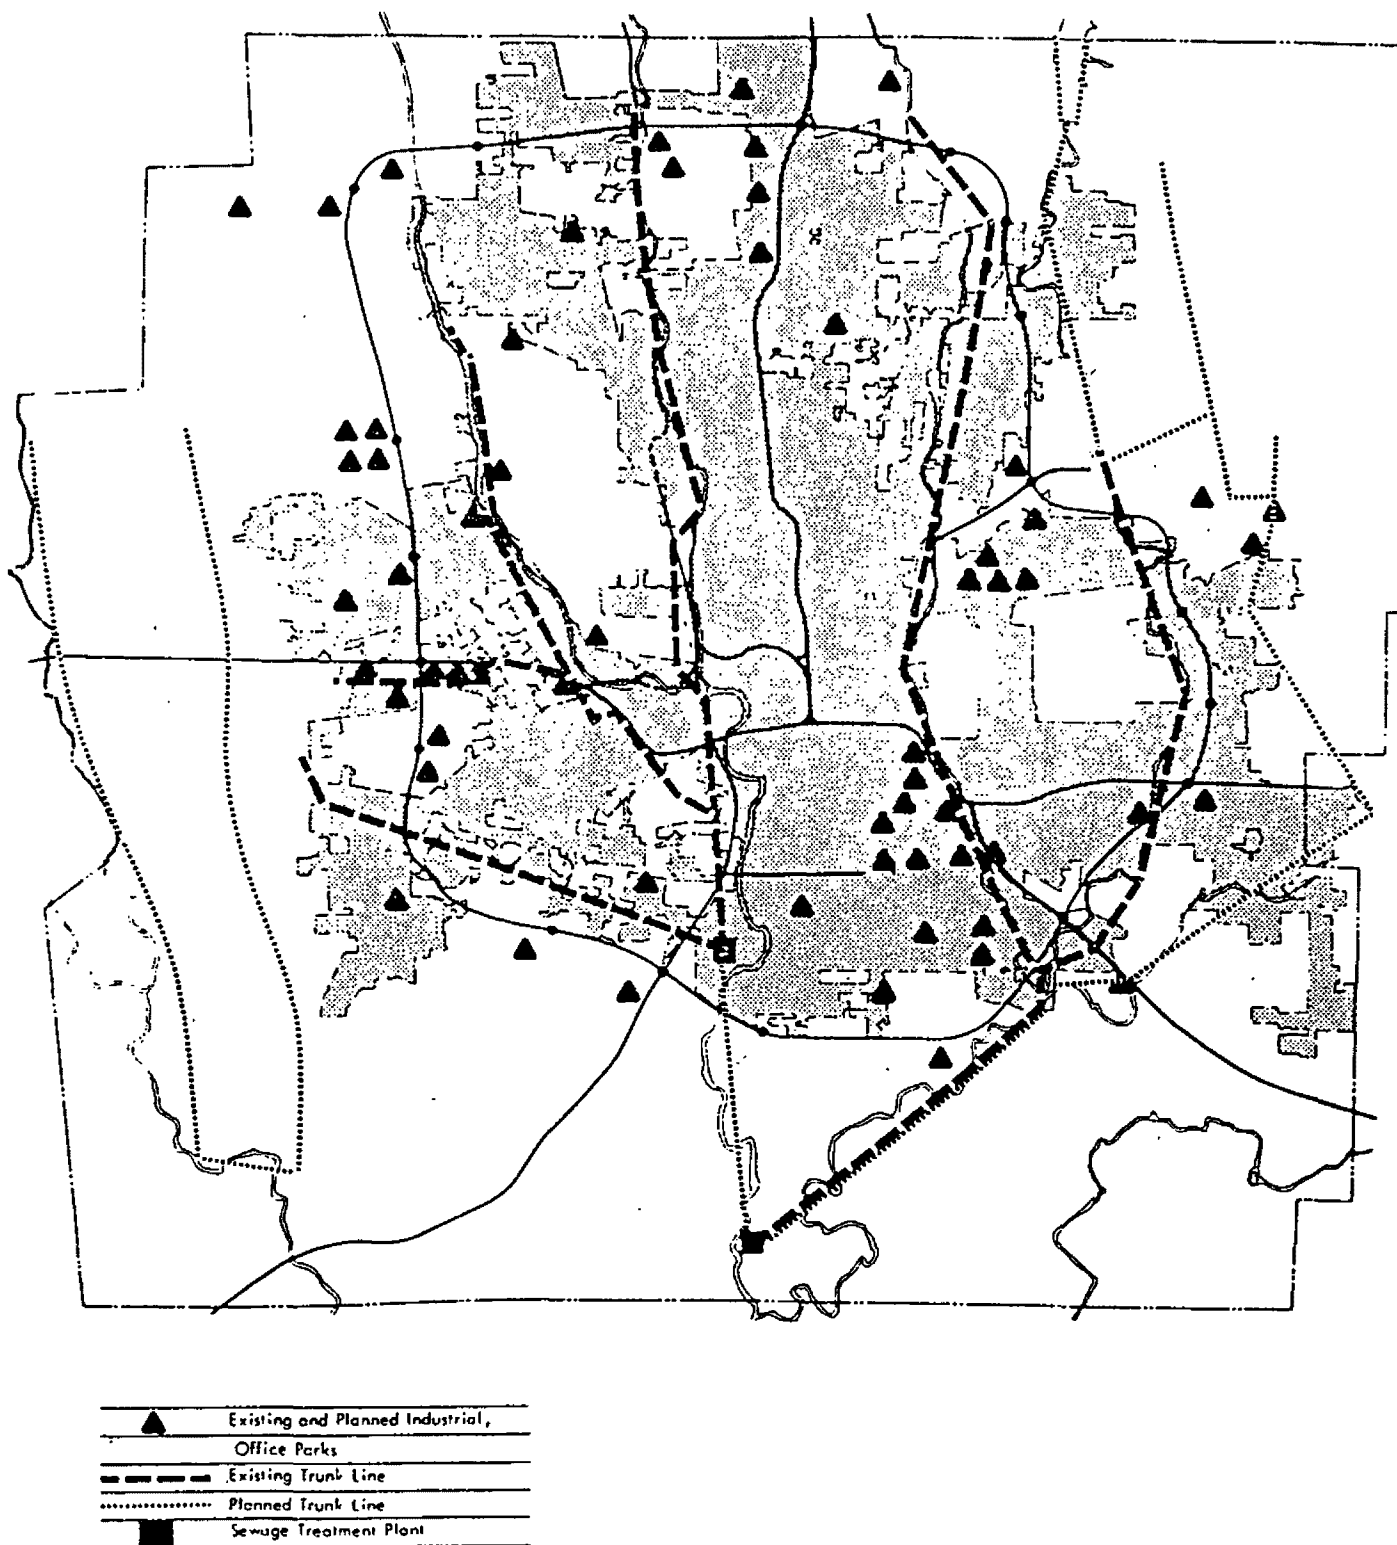 Existing and Planned Industrial,
Office Parks
Existing Trunk Line
Planned Trunk Line
Sewage Treatment Plant